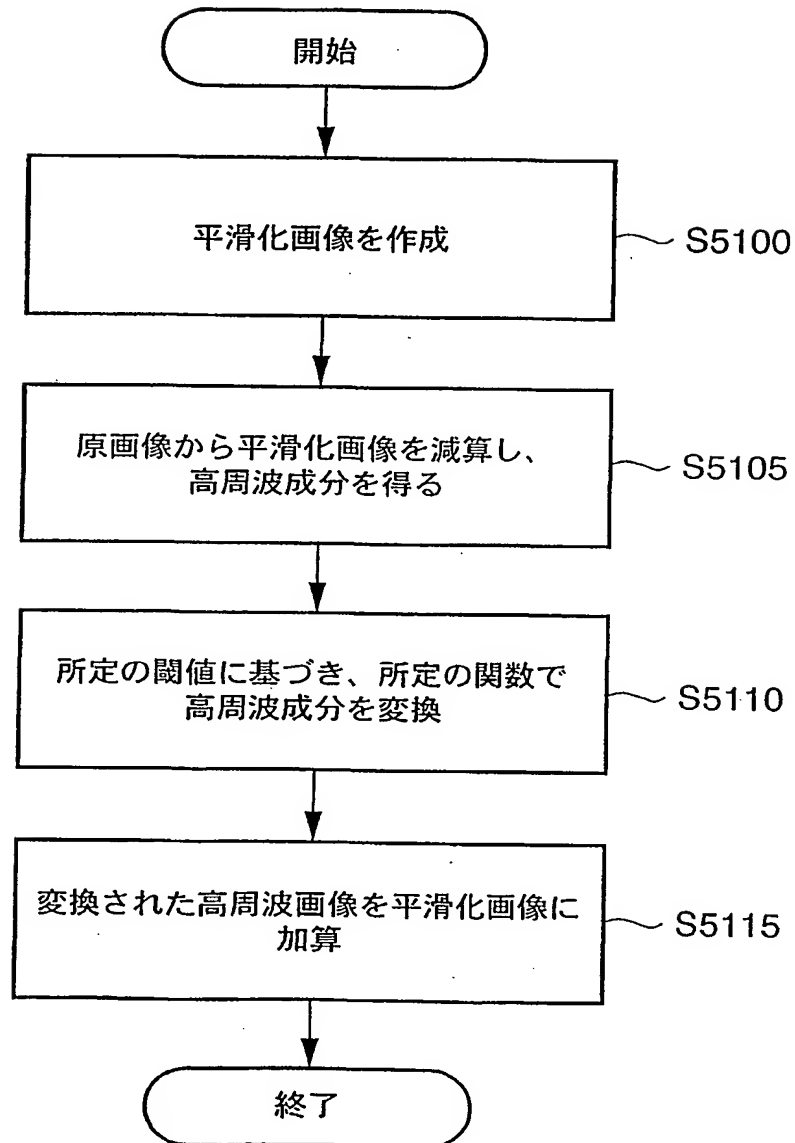 開始
平滑化画像を作成
S5100
原画像から平滑化画像を減算し、
高周波成分を得る
S5105
所定の閾値に基づき、所定の関数で
高周波成分を変換
S5110
変換された高周波画像を平滑化画像に
加算
S5115
終了